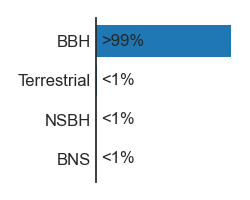 BBH >99%
Terrestrial <1%
NSBH <1%
BNS <1%